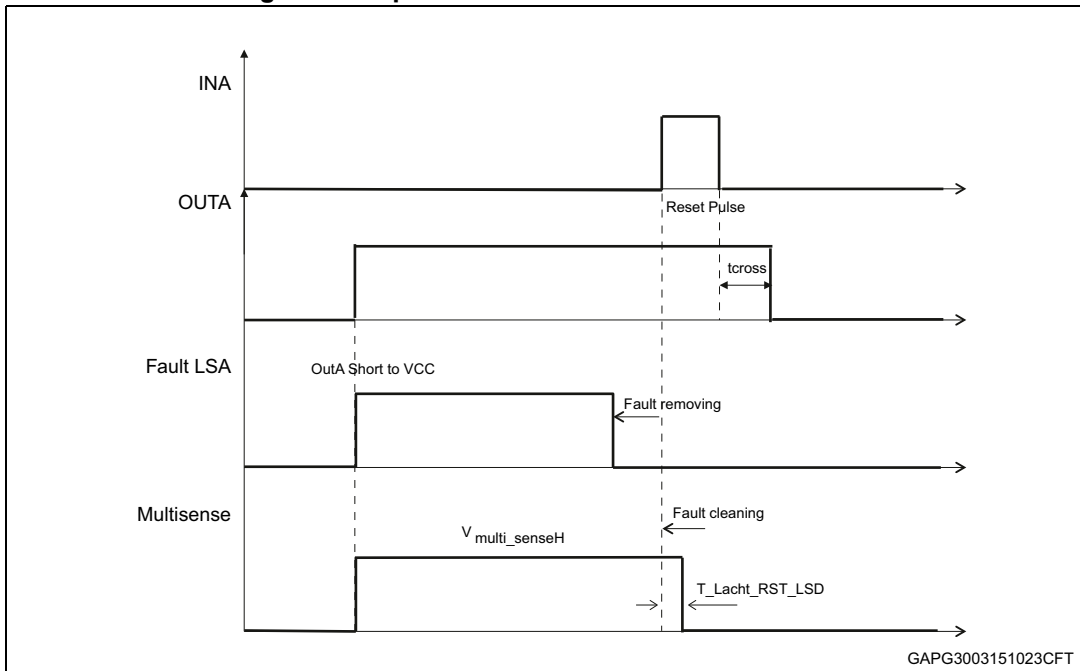 INA
Reset Pulse
OUTA
tcross
Fault LSA
OutA Short to VCC
Fault removing
Multisense
Fault cleaning
V multi_senseH
T_Lacht_RST_LSD
GAPG3003151023CFT